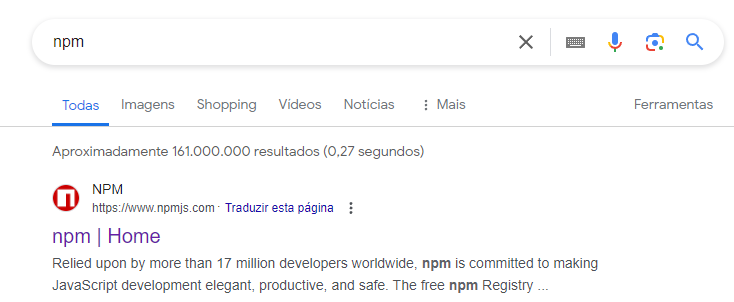 npm
Todas Imagens Shopping Vídeos Notícias Mais Ferramentas
Aproximadamente 161.000.000 resultados (0,27 segundos)
NPM
https://www.npmjs.com · Traduzir esta página
npm | Home
Relied upon by more than 17 million developers worldwide, npm is committed to making
JavaScript development elegant, productive, and safe. The free npm Registry ...